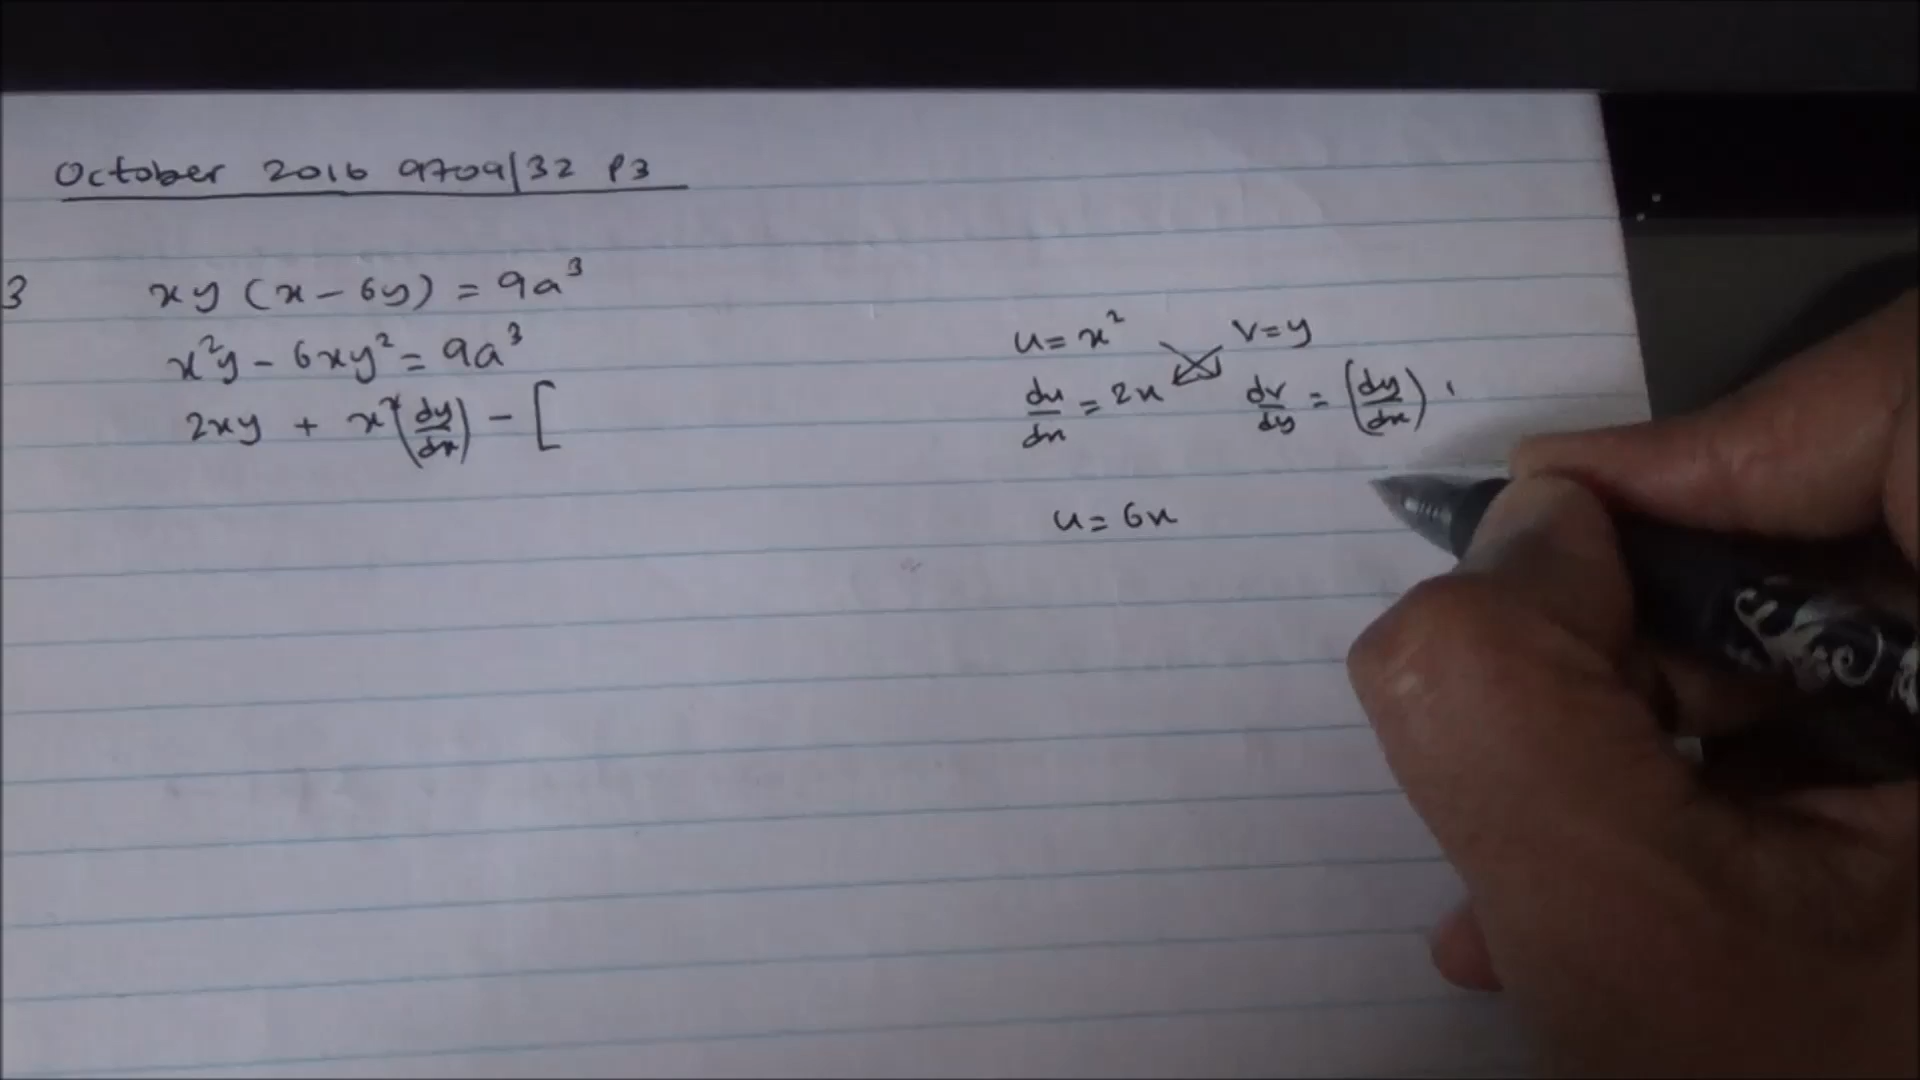 October 2016 9709/32 P3
3 xy (x - 6y) = 9a³
x²y - 6xy² = 9a³
2xy + x²(dy/dx) - [
u = x² v = y
du/dx = 2x dv/dy = (dy/dx).
u = 6x